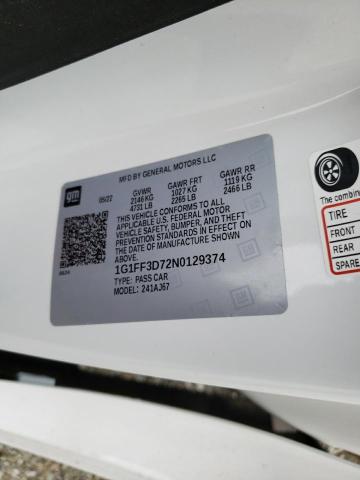 gm
MFD BY GENERAL MOTORS LLC
05/22
GVWR
2146 KG
4731 LB
GAWR FRT
1027 KG
2265 LB
GAWR RR
1119 KG
2466 LB
THIS VEHICLE CONFORMS TO ALL
APPLICABLE U.S. FEDERAL MOTOR
VEHICLE SAFETY, BUMPER, AND THEFT
PREVENTION STANDARDS IN EFFECT ON
THE DATE OF MANUFACTURE SHOWN
ABOVE.
1G1FF3D72N0129374
TYPE: PASS CAR
MODEL: 241AJ67
The combined
TIRE
FRONT
REAR
SPARE